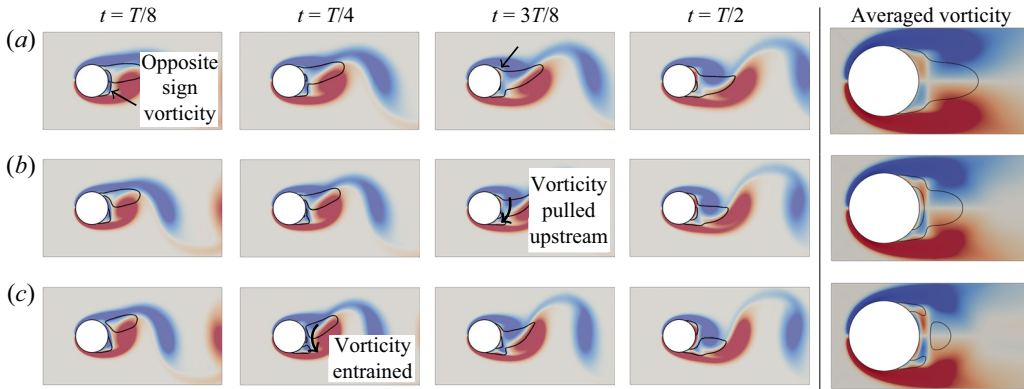 t = T/8
t = T/4
t = 3T/8
t = T/2
Averaged vorticity
(a)
Opposite
sign
vorticity
(b)
Vorticity
pulled
upstream
(c)
Vorticity
entrained